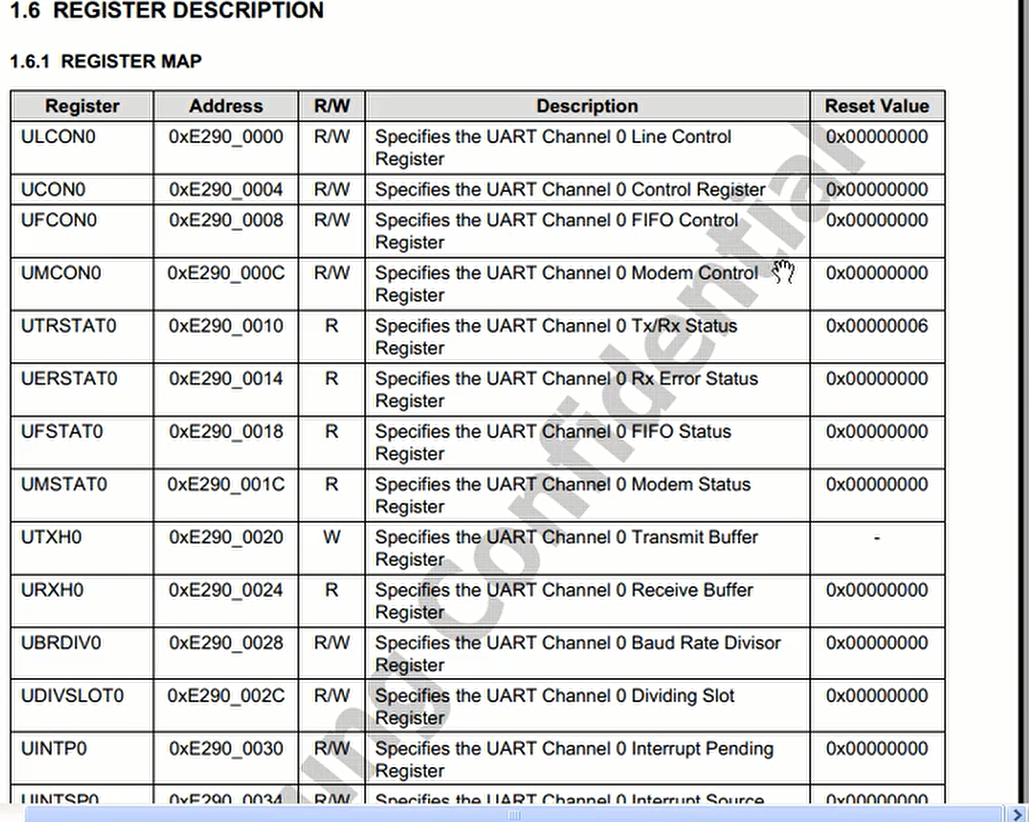 1.6 REGISTER DESCRIPTION
1.6.1 REGISTER MAP
Register Address R/W Description Reset Value
ULCON0 0xE290_0000 R/W Specifies the UART Channel 0 Line Control 0x00000000
Register
UCON0 0xE290_0004 R/W Specifies the UART Channel 0 Control Register 0x00000000
UFCON0 0xE290_0008 R/W Specifies the UART Channel 0 FIFO Control 0x00000000
Register
UMCON0 0xE290_000C R/W Specifies the UART Channel 0 Modem Control 0x00000000
Register
UTRSTAT0 0xE290_0010 R Specifies the UART Channel 0 Tx/Rx Status 0x00000006
Register
UERSTAT0 0xE290_0014 R Specifies the UART Channel 0 Rx Error Status 0x00000000
Register
UFSTAT0 0xE290_0018 R Specifies the UART Channel 0 FIFO Status 0x00000000
Register
UMSTAT0 0xE290_001C R Specifies the UART Channel 0 Modem Status 0x00000000
Register
UTXH0 0xE290_0020 W Specifies the UART Channel 0 Transmit Buffer -
Register
URXH0 0xE290_0024 R Specifies the UART Channel 0 Receive Buffer 0x00000000
Register
UBRDIV0 0xE290_0028 R/W Specifies the UART Channel 0 Baud Rate Divisor 0x00000000
Register
UDIVSLOT0 0xE290_002C R/W Specifies the UART Channel 0 Dividing Slot 0x00000000
Register
UINTP0 0xE290_0030 R/W Specifies the UART Channel 0 Interrupt Pending 0x00000000
Register
UINTSP0 0xE290_0034 R/W Specifies the UART Channel 0 Interrupt Source 0x00000000
Confidential